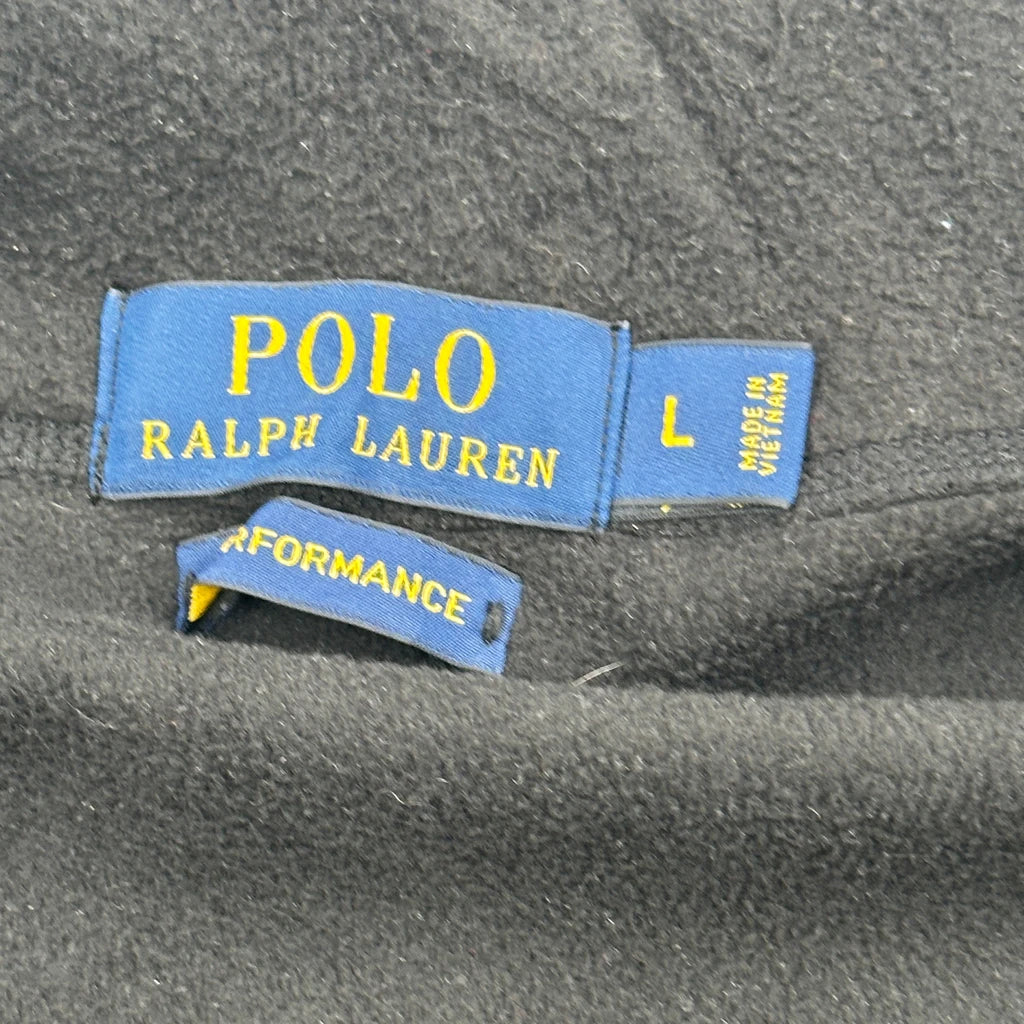 POLO
RALPH LAUREN
L
MADE IN
VIETNAM
RFORMANCE